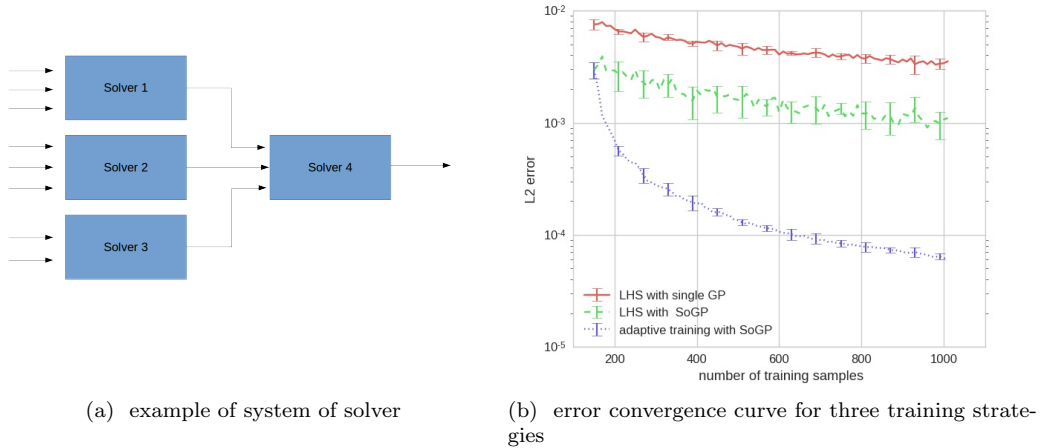 Solver 1
Solver 2
Solver 3
Solver 4
(a) example of system of solver
10-2
10-3
10-4
10-5
L2 error
LHS with single GP
LHS with SoGP
adaptive training with SoGP
200
400
600
800
1000
number of training samples
(b) error convergence curve for three training strate-
gies